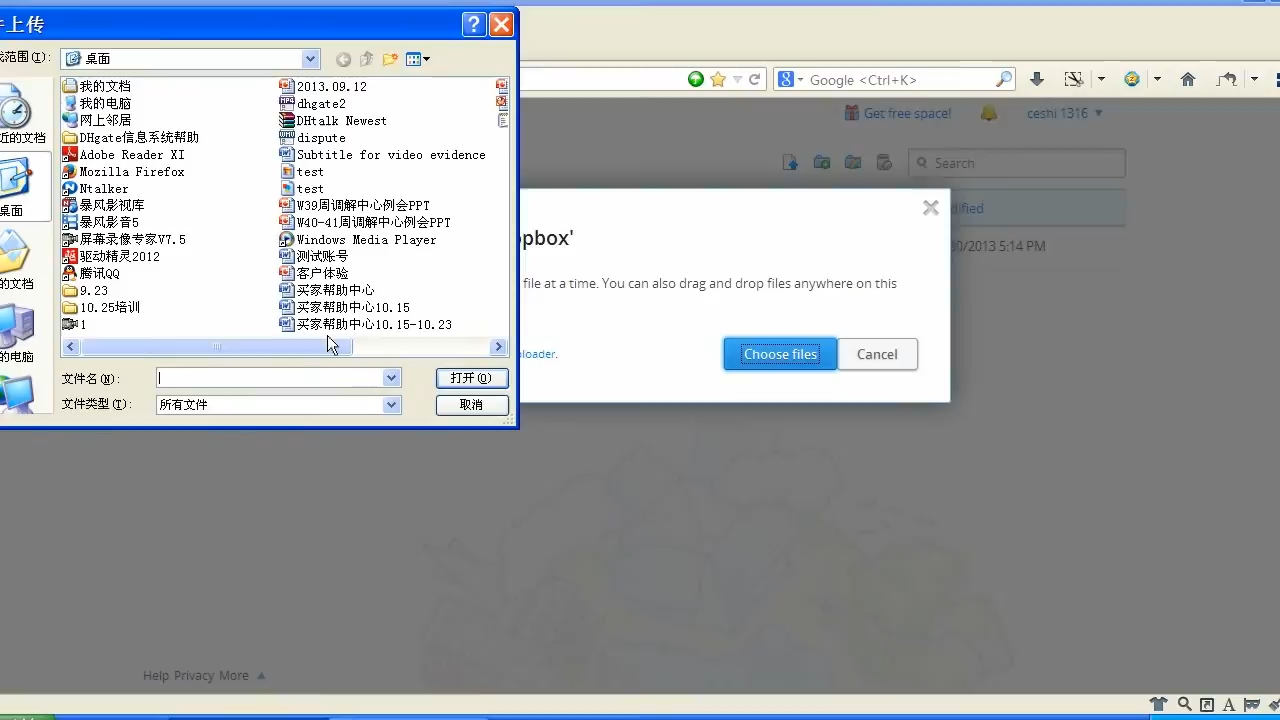 上传
范围(I):
桌面
近的文档
桌面
的文档
的电脑
我的文档
我的电脑
网上邻居
DHgate信息系统帮助
Adobe Reader XI
Mozilla Firefox
Ntalker
暴风影视库
暴风影音5
屏幕录像专家V7.5
驱动精灵2012
腾讯QQ
9.23
10.25培训
1
2013.09.12
dhgate2
DHtalk Newest
dispute
Subtitle for video evidence
test
test
W39周调解中心例会PPT
W40-41周调解中心例会PPT
Windows Media Player
测试账号
客户体验
买家帮助中心
买家帮助中心10.15
买家帮助中心10.15-10.23
文件名(N):
打开(O)
文件类型(T):
所有文件
取消
Google <Ctrl+K>
Get free space!
ceshi 1316
Search
dified
30/2013 5:14 PM
opbox'
file at a time. You can also drag and drop files anywhere on this
loader.
Choose files
Cancel
Help Privacy More